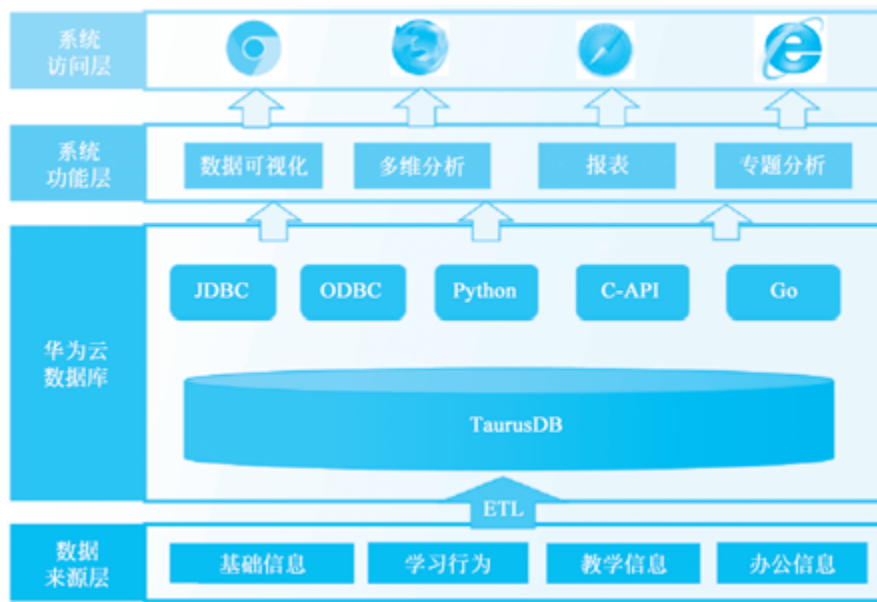 系统
访问层
系统
功能层
数据可视化
多维分析
报表
专题分析
华为云
数据库
JDBC
ODBC
Python
C-API
Go
TaurusDB
ETL
数据
来源层
基础信息
学习行为
教学信息
办公信息